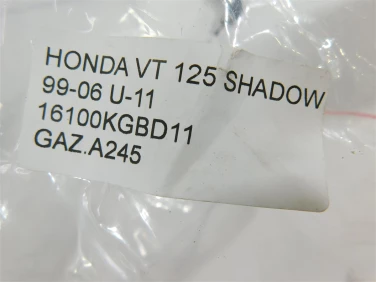 HONDA VT 125 SHADOW
99-06 U-11
16100KGBD11
GAZ.A245